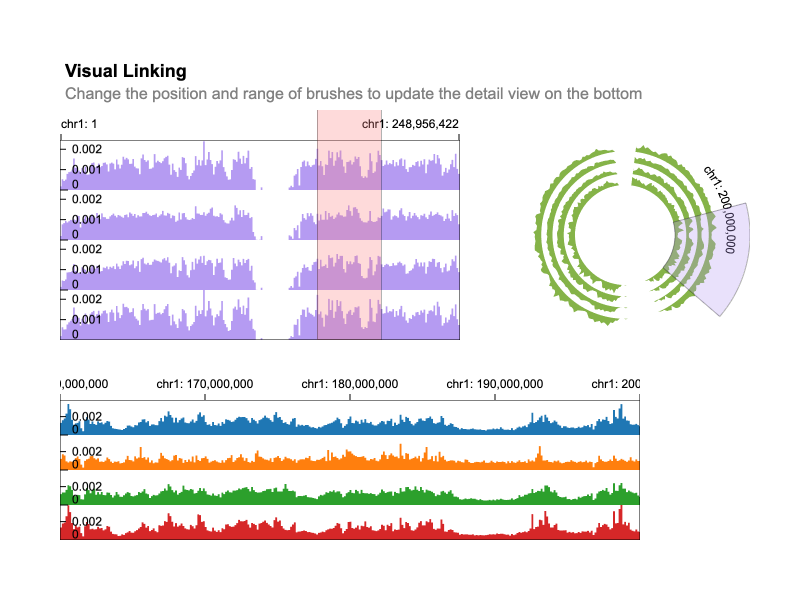 Visual Linking
Change the position and range of brushes to update the detail view on the bottom
chr1: 1
chr1: 248,956,422
0.002
0.001
0
0.002
0.001
0
0.002
0.001
0
0.002
0.001
0
chr1: 200,000,000
0,000,000
chr1: 170,000,000
chr1: 180,000,000
chr1: 190,000,000
chr1: 200
0.002
0
0.002
0
0.002
0
0.002
0